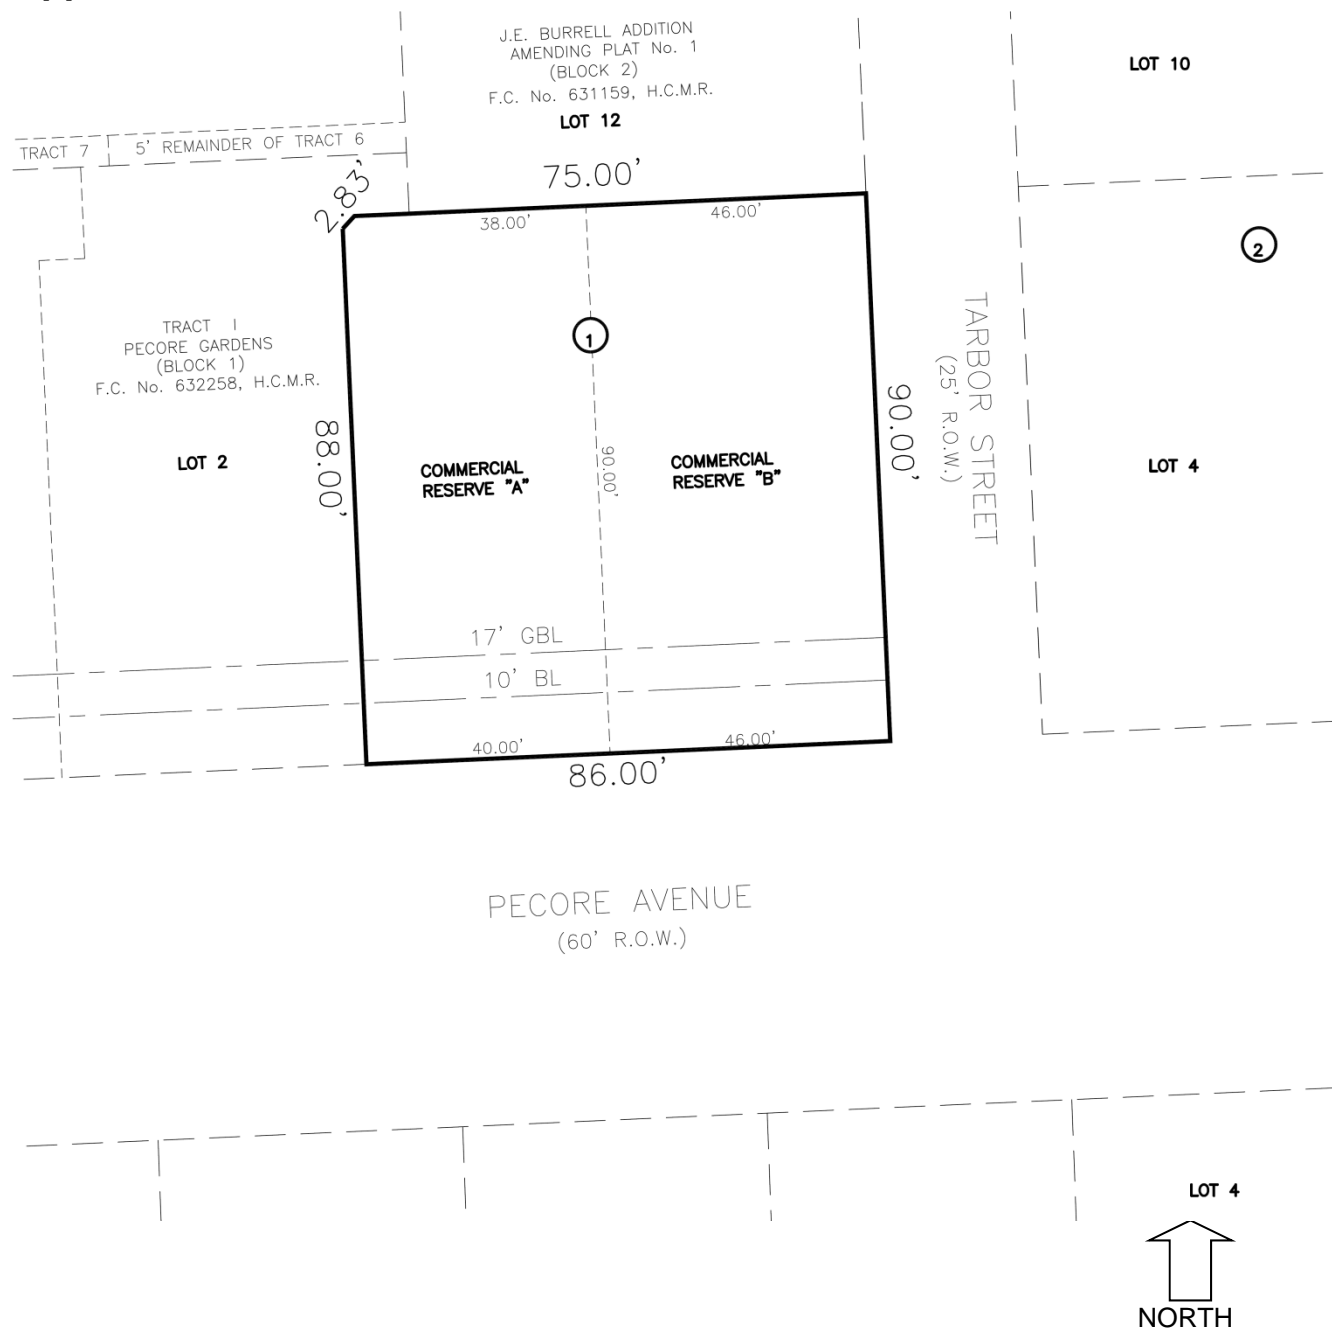 J.E. BURRELL ADDITION
AMENDING PLAT No. 1
(BLOCK 2)
F.C. No. 631159, H.C.M.R.
LOT 12
LOT 10
TRACT 7
5' REMAINDER OF TRACT 6
2.83'
75.00'
38.00'
46.00'
2
1
TRACT I
PECORE GARDENS
(BLOCK 1)
F.C. No. 632258, H.C.M.R.
LOT 2
88.00'
COMMERCIAL
RESERVE "A"
90.00'
COMMERCIAL
RESERVE "B"
90.00'
TARBOR STREET
(25' R.O.W.)
LOT 4
17' GBL
10' BL
40.00'
46.00'
86.00'
PECORE AVENUE
(60' R.O.W.)
LOT 4
NORTH